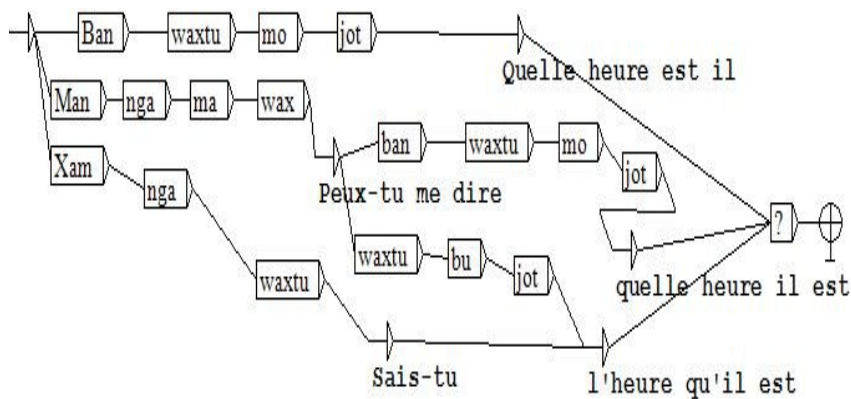 Ban waxtu mo jot
Quelle heure est il
Man nga ma wax
ban waxtu mo jot
Peux-tu me dire
Xam nga waxtu
waxtu bu jot
?
quelle heure il est
Sais-tu
l'heure qu'il est